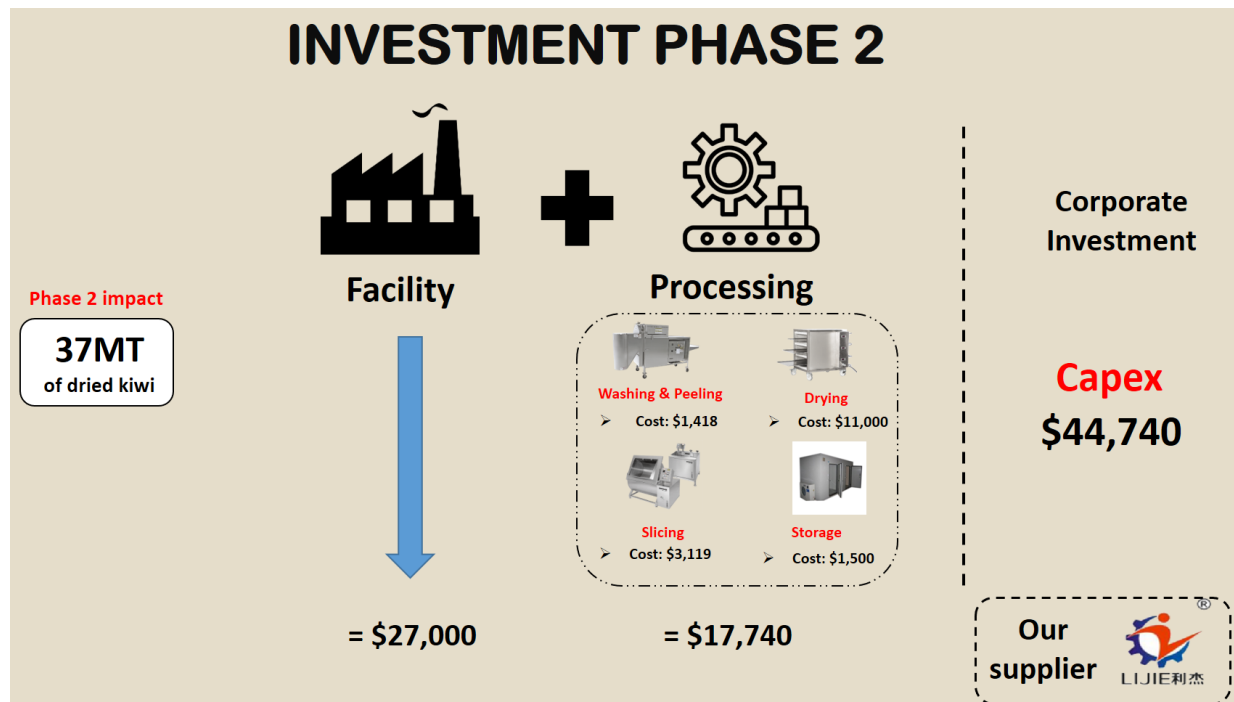 INVESTMENT PHASE 2
Facility
Processing
Phase 2 impact
37MT
of dried kiwi
Washing & Peeling
➢ Cost: $1,418
Drying
➢ Cost: $11,000
Slicing
➢ Cost: $3,119
Storage
➢ Cost: $1,500
= $27,000
= $17,740
Corporate
Investment
Capex
$44,740
Our
supplier
®
LIJIE利杰